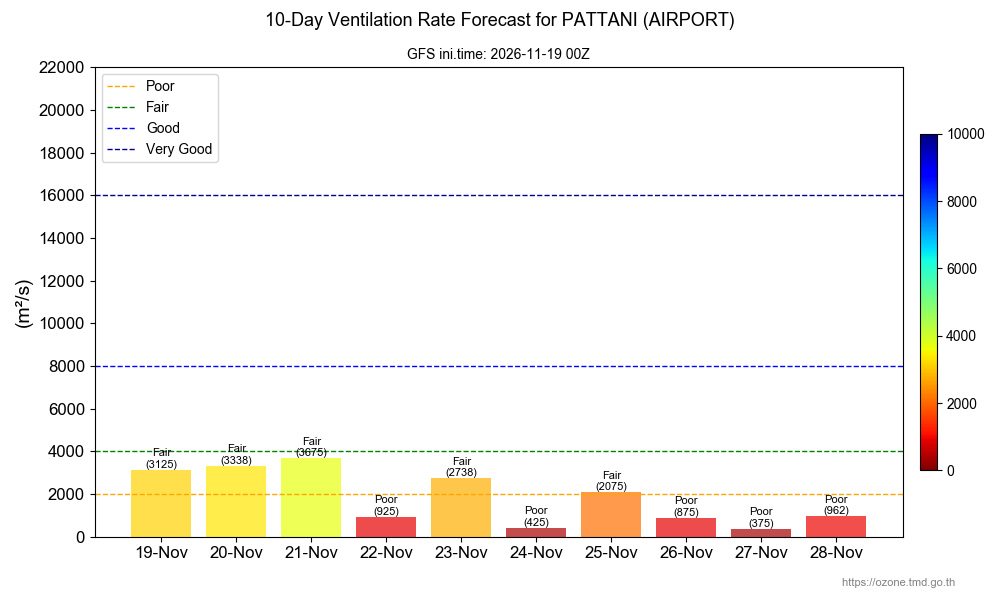 10-Day Ventilation Rate Forecast for PATTANI (AIRPORT)
GFS ini.time: 2026-11-19 00Z
22000
20000
18000
16000
14000
12000
10000
8000
6000
4000
2000
0
(m²/s)
Poor
Fair
Good
Very Good
Fair
(3125)
Fair
(3338)
Fair
(3675)
Poor
(925)
Fair
(2738)
Poor
(425)
Fair
(2075)
Poor
(875)
Poor
(375)
Poor
(962)
19-Nov 20-Nov 21-Nov 22-Nov 23-Nov 24-Nov 25-Nov 26-Nov 27-Nov 28-Nov
10000
8000
6000
4000
2000
0
https://ozone.tmd.go.th